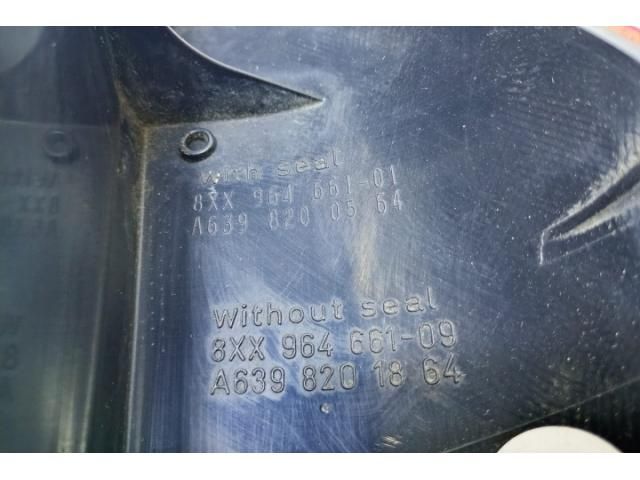 with seal
8XX 964 661-01
A639 820 05 64
Without seal
8XX 964 661-09
A639 820 18 64